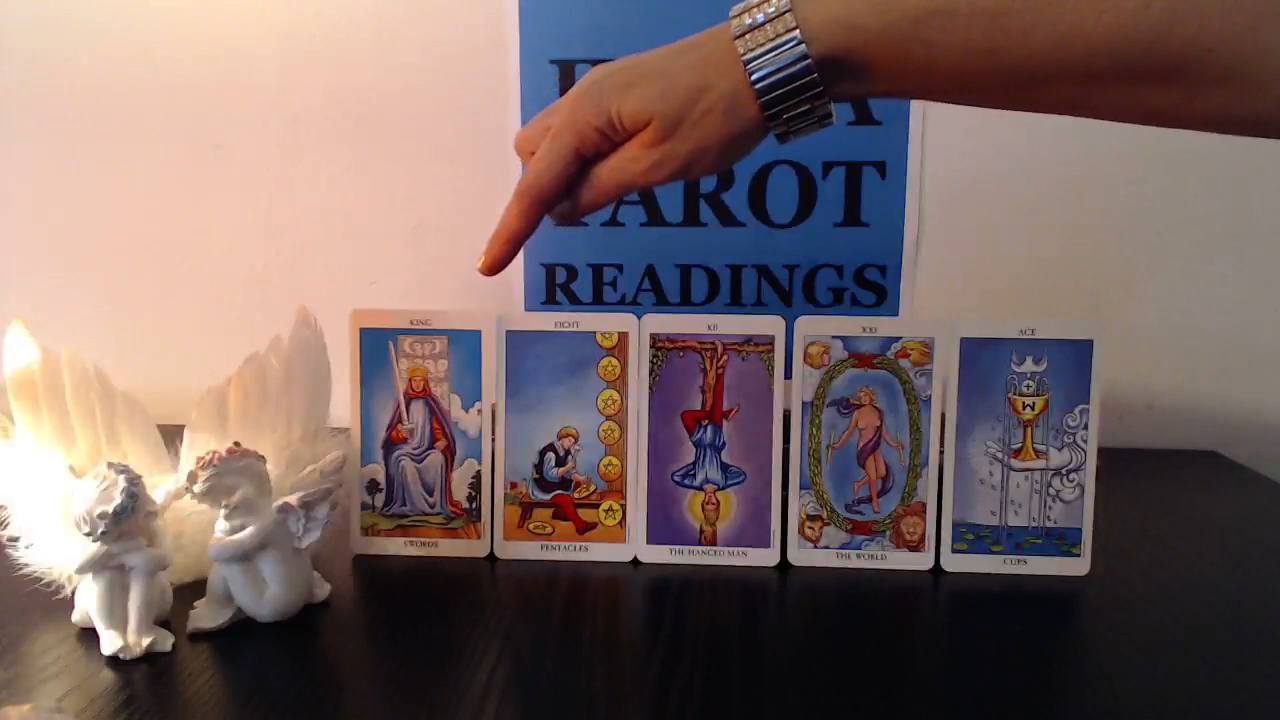 TAROT
READINGS
KING
SWORDS
EIGHT
PENTACLES
XII
THE HANGED MAN
XXI
THE WORLD
ACE
CUPS